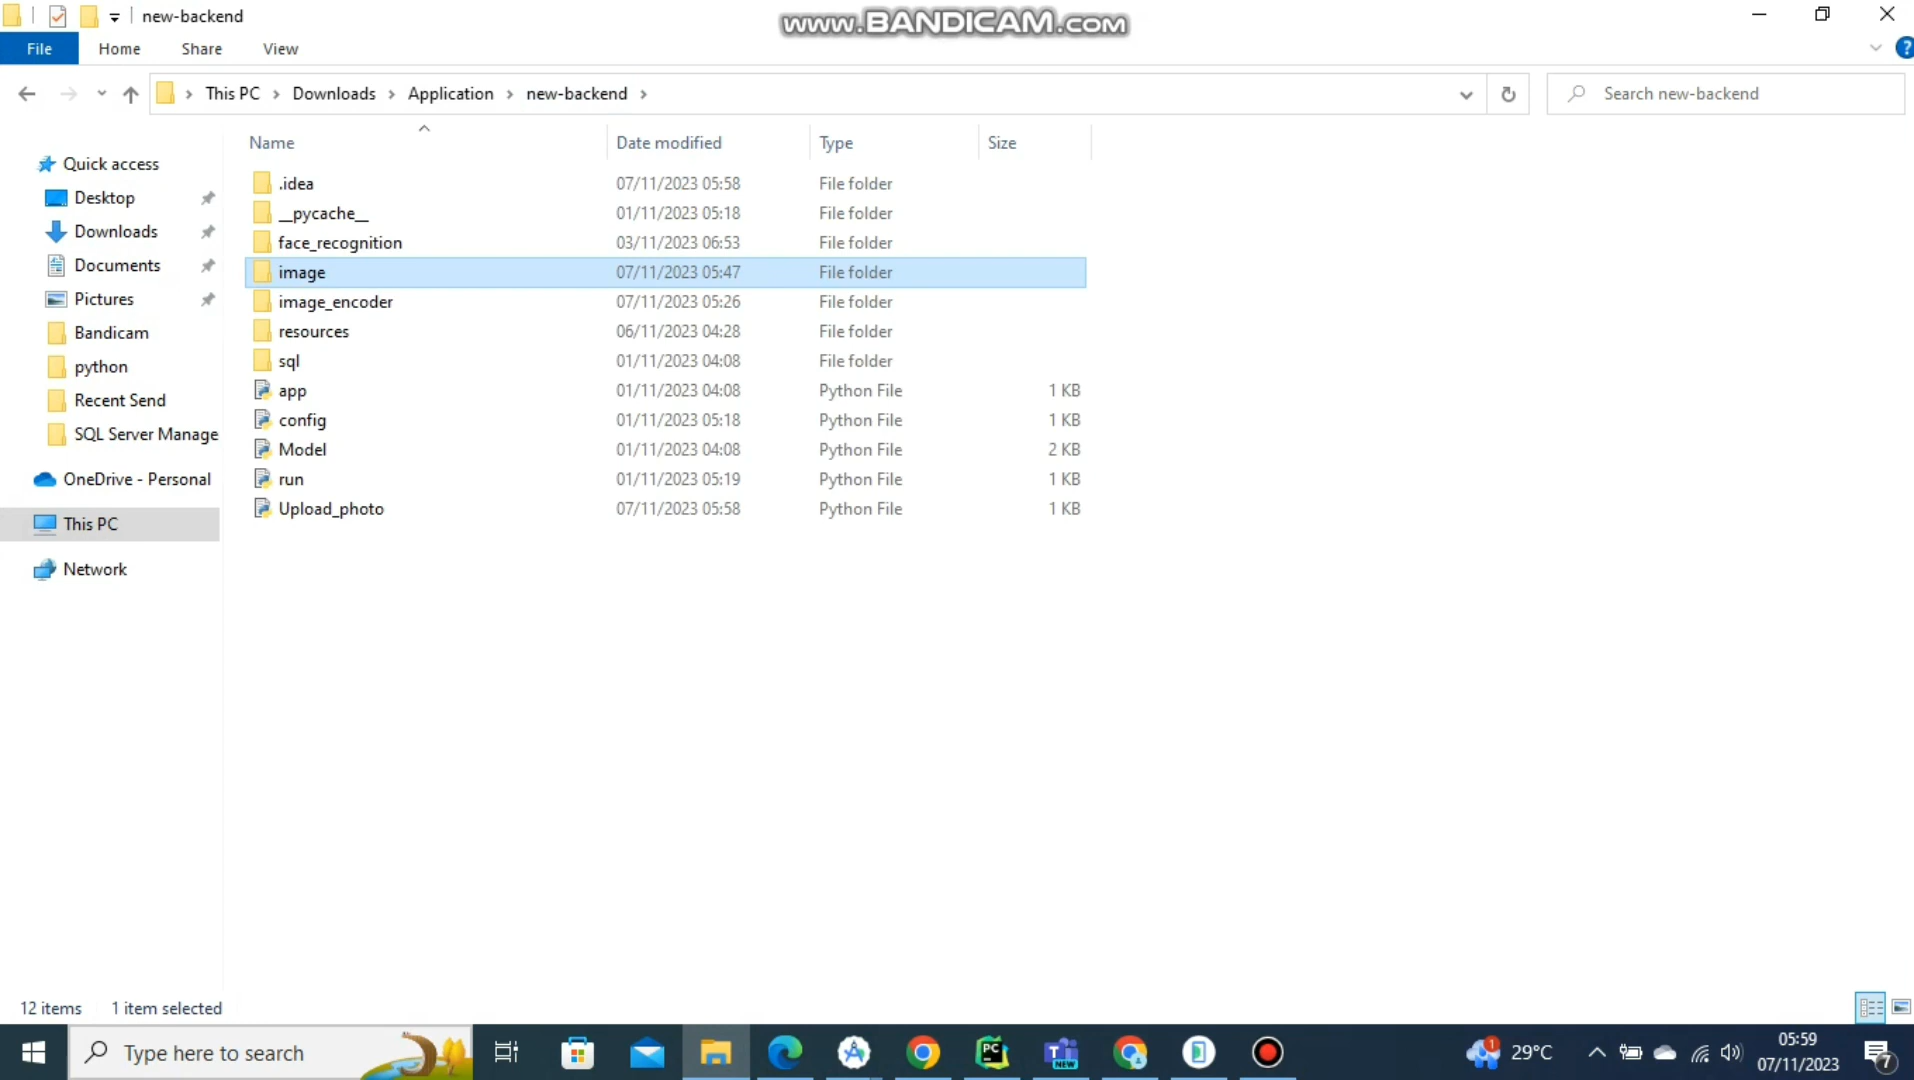 new-backend
www.BANDICAM.com
File Home Share View
This PC Downloads Application new-backend
Search new-backend
Name Date modified Type Size
Quick access
Desktop
Downloads
Documents
Pictures
Bandicam
python
Recent Send
SQL Server Manage
OneDrive - Personal
This PC
Network
.idea 07/11/2023 05:58 File folder
__pycache__ 01/11/2023 05:18 File folder
face_recognition 03/11/2023 06:53 File folder
image 07/11/2023 05:47 File folder
image_encoder 07/11/2023 05:26 File folder
resources 06/11/2023 04:28 File folder
sql 01/11/2023 04:08 File folder
app 01/11/2023 04:08 Python File 1 KB
config 01/11/2023 05:18 Python File 1 KB
Model 01/11/2023 04:08 Python File 2 KB
run 01/11/2023 05:19 Python File 1 KB
Upload_photo 07/11/2023 05:58 Python File 1 KB
12 items 1 item selected
Type here to search
PC
NEW
1
29°C
05:59
07/11/2023
7